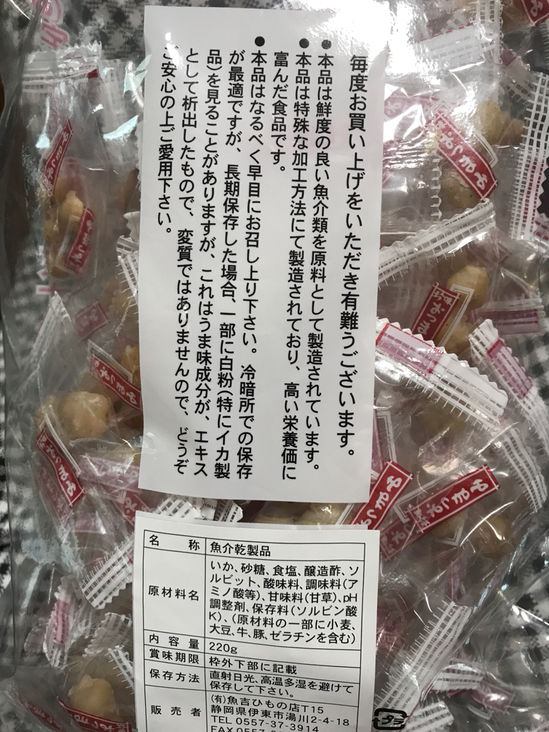 毎度お買い上げをいただき有難うございます。
●本品は鮮度の良い魚介類を原料として製造されています。
●本品は特殊な加工方法にて製造されており、高い栄養価に
富んだ食品です。
●本品はなるべく早目にお召し上り下さい。冷暗所での保存
が最適ですが、長期保存した場合、一部に白粉(特にイカ製
品)を見ることがありますが、これはうま味成分が、エキス
として析出したもので、変質ではありませんので、どうぞ
ご安心の上ご愛用下さい。
名 称 魚介乾製品
原材料名 いか、砂糖、食塩、醸造酢、ソ
ルビット、酸味料、調味料(ア
ミノ酸等)、甘味料(甘草)、pH
調整剤、保存料(ソルビン酸
K)、(原材料の一部に小麦、
大豆、牛、豚、ゼラチンを含む)
内 容 量 220g
賞味期限 枠外下部に記載
保存方法 直射日光、高温多湿を避けて
保存して下さい。
販 売 者 (有)魚吉ひもの店T15
静岡県伊東市湯川2-4-18
TEL 0557-37-3914
FAX 0557-
プラ